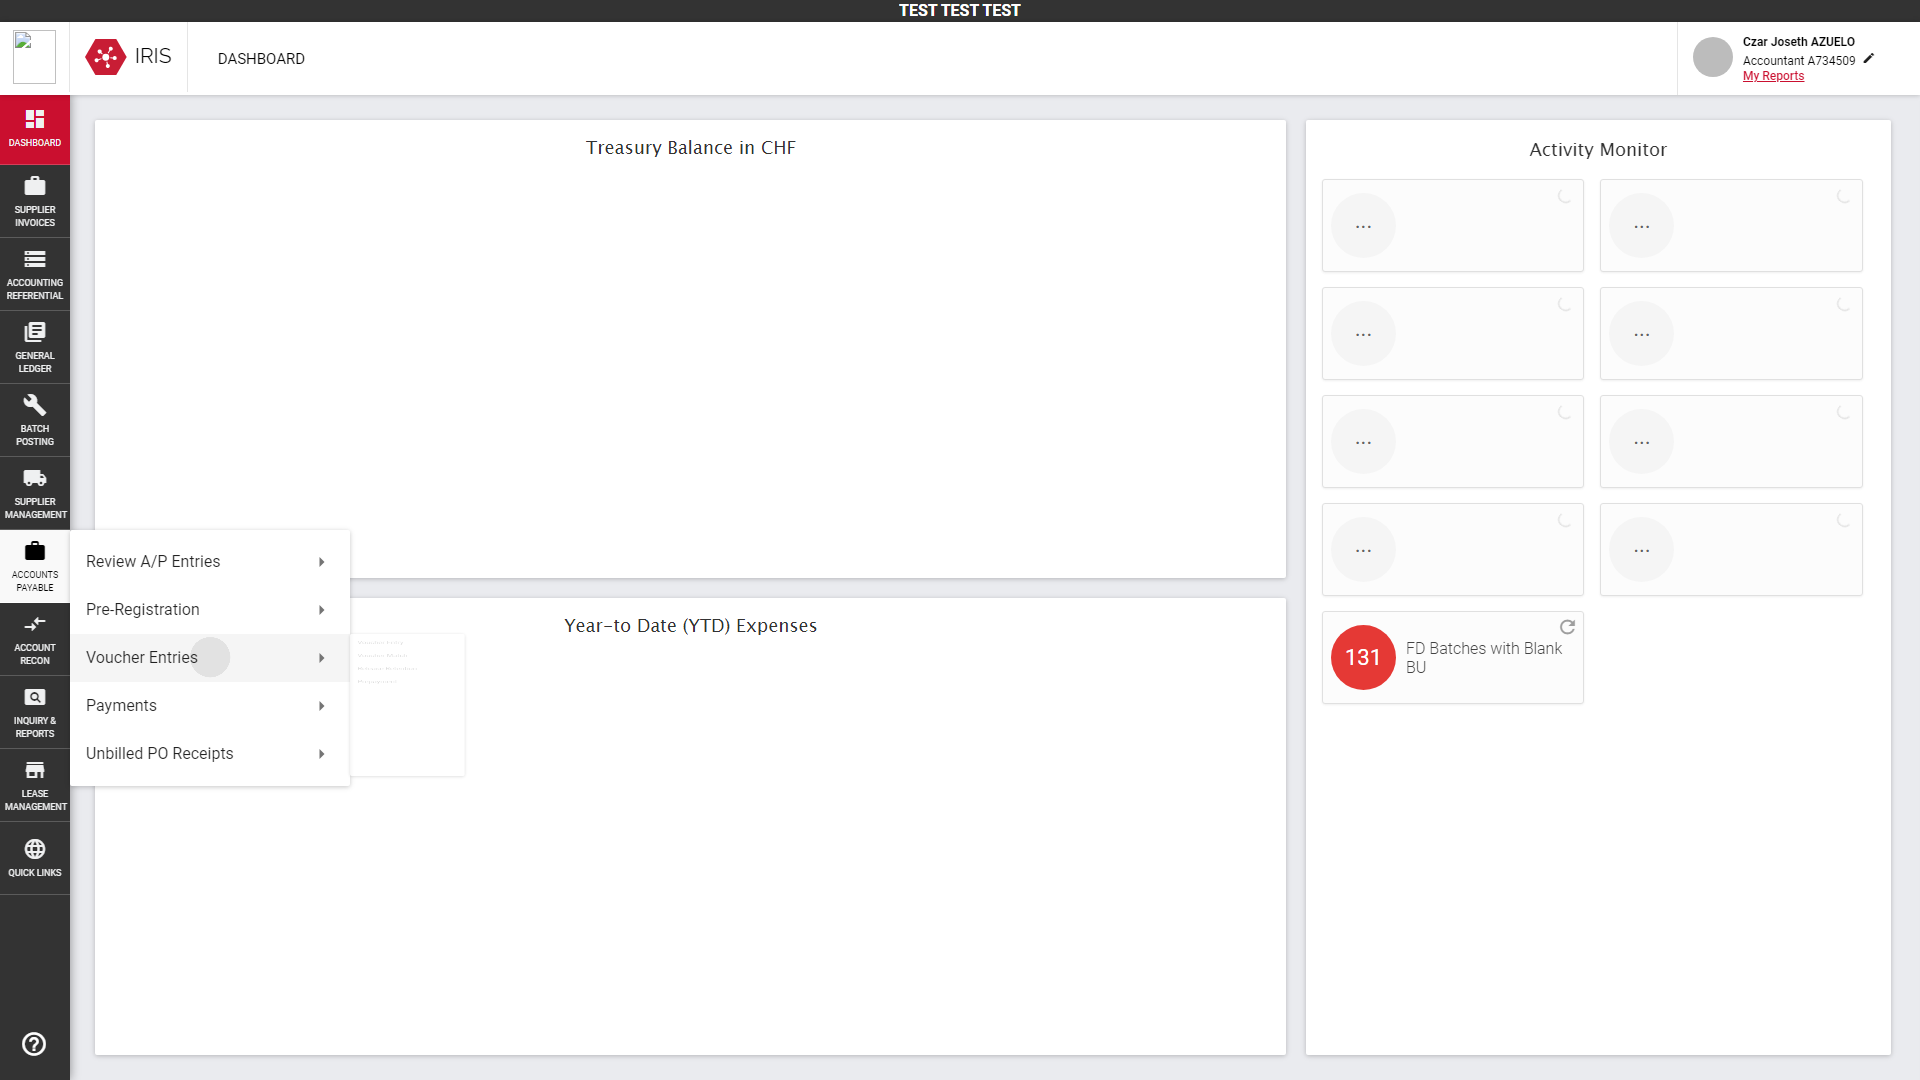 TEST TEST TEST
IRIS
DASHBOARD
Czar Joseth AZUELO
Accountant A734509
My Reports
DASHBOARD
SUPPLIER
INVOICES
ACCOUNTING
REFERENTIAL
GENERAL
LEDGER
BATCH
POSTING
SUPPLIER
MANAGEMENT
ACCOUNTS
PAYABLE
ACCOUNT
RECON
INQUIRY &
REPORTS
LEASE
MANAGEMENT
QUICK LINKS
Review A/P Entries
Pre-Registration
Voucher Entries
Payments
Unbilled PO Receipts
Treasury Balance in CHF
Year-to Date (YTD) Expenses
Activity Monitor
...
...
...
...
...
...
...
...
131
FD Batches with Blank
BU